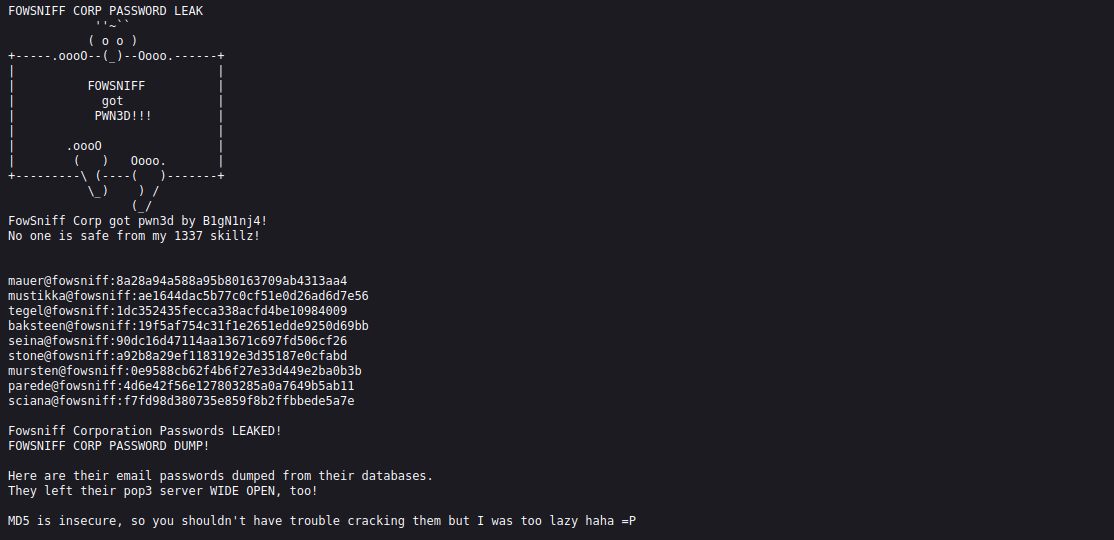 FOWSNIFF CORP PASSWORD LEAK
            ''~``
           ( o o )
+-----.oooO--(_)--Oooo.------+
|                            |
|          FOWSNIFF          |
|            got             |
|           PWN3D!!!         |
|                            |
|       .oooO                |
|        (   )   Oooo.       |
+---------\ (----(   )-------+
           \_)    ) /
                 (_/
FowSniff Corp got pwn3d by B1gN1nj4!
No one is safe from my 1337 skillz!
mauer@fowsniff:8a28a94a588a95b80163709ab4313aa4
mustikka@fowsniff:ae1644dac5b77c0cf51e0d26ad6d7e56
tegel@fowsniff:1dc352435fecca338acfd4be10984009
baksteen@fowsniff:19f5af754c31f1e2651edde9250d69bb
seina@fowsniff:90dc16d47114aa13671c697fd506cf26
stone@fowsniff:a92b8a29ef1183192e3d35187e0cfabd
mursten@fowsniff:0e9588cb62f4b6f27e33d449e2ba0b3b
parede@fowsniff:4d6e42f56e127803285a0a7649b5ab11
sciana@fowsniff:f7fd98d380735e859f8b2ffbbede5a7e
Fowsniff Corporation Passwords LEAKED!
FOWSNIFF CORP PASSWORD DUMP!
Here are their email passwords dumped from their databases.
They left their pop3 server WIDE OPEN, too!
MD5 is insecure, so you shouldn't have trouble cracking them but I was too lazy haha =P